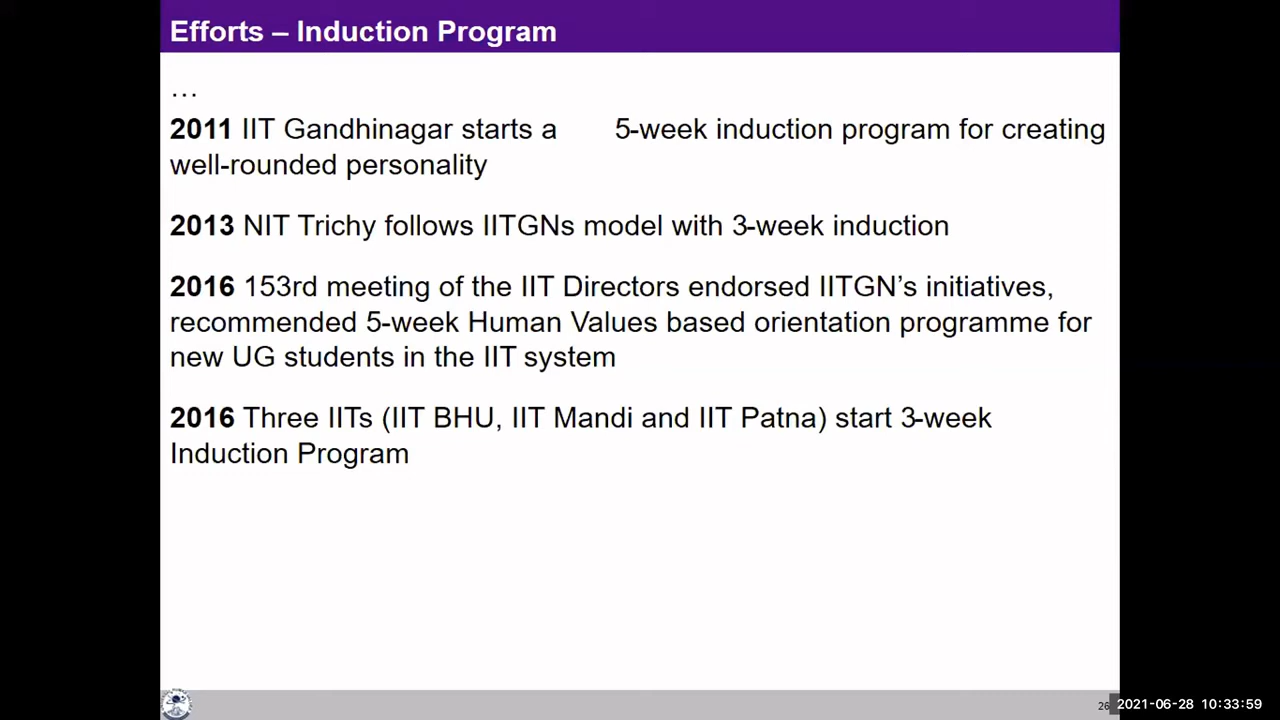 Efforts – Induction Program
…
2011 IIT Gandhinagar starts a 5-week induction program for creating
well-rounded personality
2013 NIT Trichy follows IITGNs model with 3-week induction
2016 153rd meeting of the IIT Directors endorsed IITGN’s initiatives,
recommended 5-week Human Values based orientation programme for
new UG students in the IIT system
2016 Three IITs (IIT BHU, IIT Mandi and IIT Patna) start 3-week
Induction Program
26
2021-06-28 10:33:59